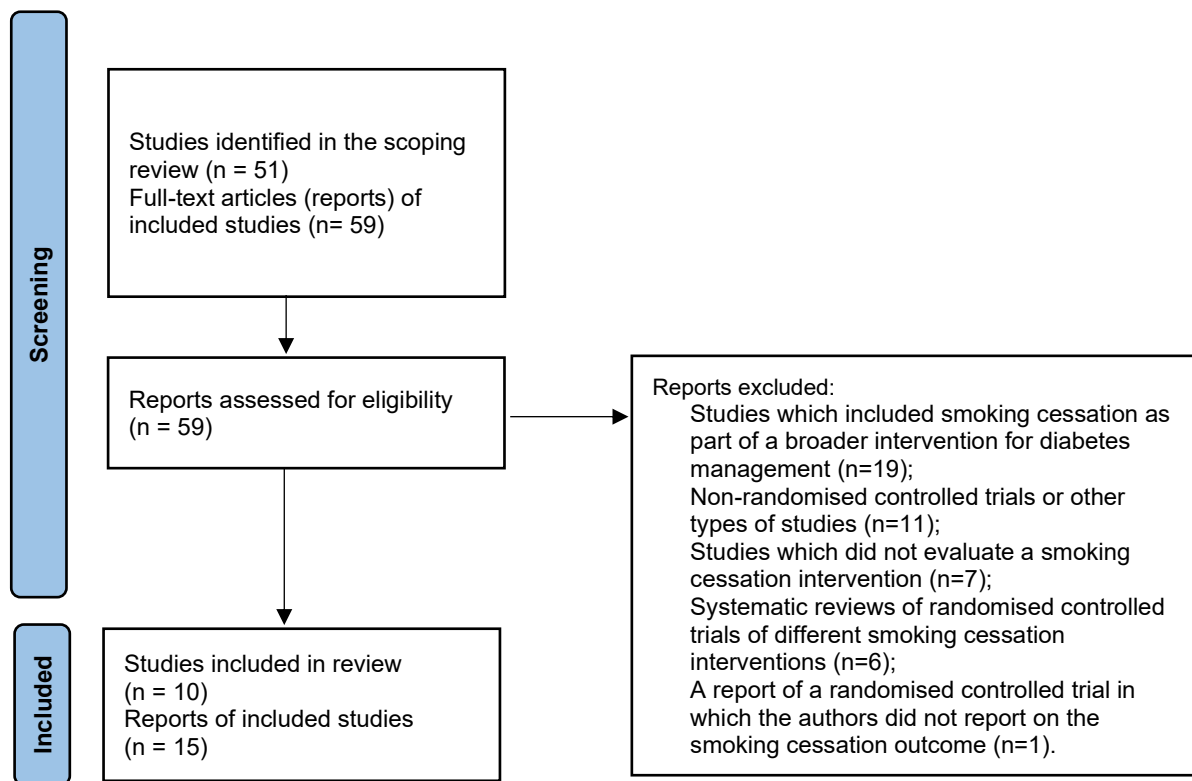 Screening
Studies identified in the scoping
review (n = 51)
Full-text articles (reports) of
included studies (n= 59)
Reports assessed for eligibility
(n = 59)
Reports excluded:
Studies which included smoking cessation as
part of a broader intervention for diabetes
management (n=19);
Non-randomised controlled trials or other
types of studies (n=11);
Studies which did not evaluate a smoking
cessation intervention (n=7);
Systematic reviews of randomised controlled
trials of different smoking cessation
interventions (n=6);
A report of a randomised controlled trial in
which the authors did not report on the
smoking cessation outcome (n=1).
Included
Studies included in review
(n = 10)
Reports of included studies
(n = 15)